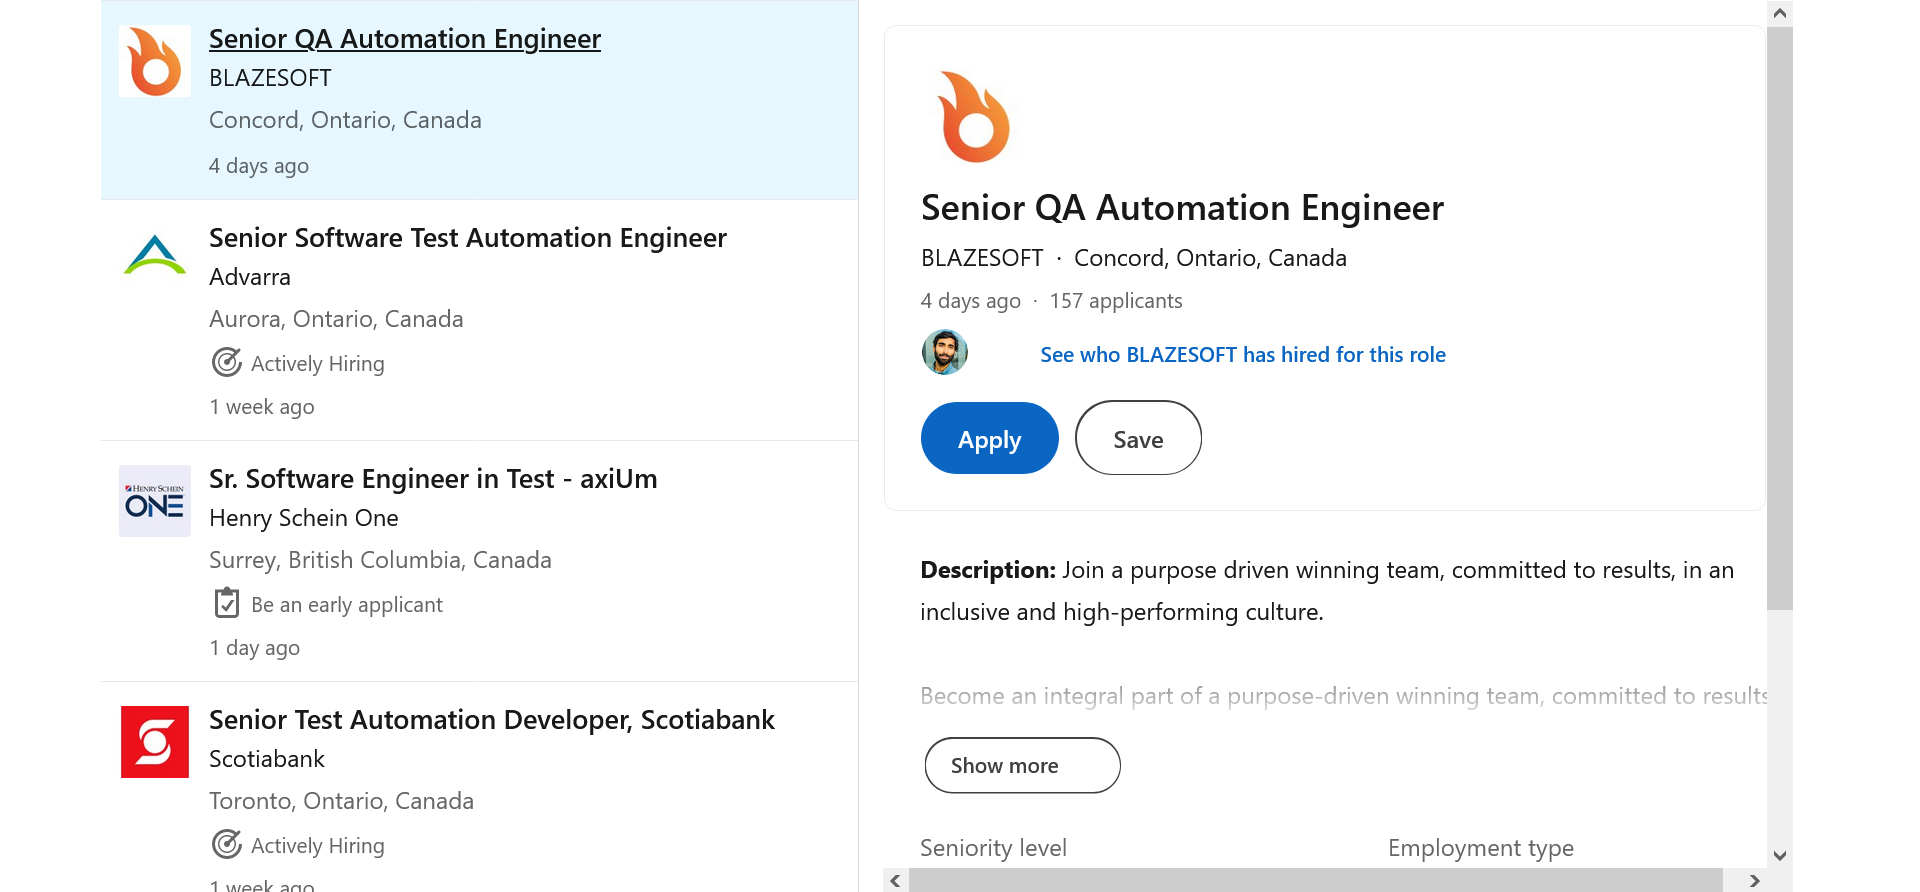 Senior QA Automation Engineer
BLAZESOFT
Concord, Ontario, Canada
4 days ago
Senior Software Test Automation Engineer
Advarra
Aurora, Ontario, Canada
Actively Hiring
1 week ago
HENRY SCHEIN
ONE
Sr. Software Engineer in Test - axiUm
Henry Schein One
Surrey, British Columbia, Canada
Be an early applicant
1 day ago
Senior Test Automation Developer, Scotiabank
Scotiabank
Toronto, Ontario, Canada
Actively Hiring
1 week ago
Senior QA Automation Engineer
BLAZESOFT · Concord, Ontario, Canada
4 days ago · 157 applicants
See who BLAZESOFT has hired for this role
Apply
Save
Description: Join a purpose driven winning team, committed to results, in an
inclusive and high-performing culture.
Become an integral part of a purpose-driven winning team, committed to results
Show more
Seniority level
Employment type